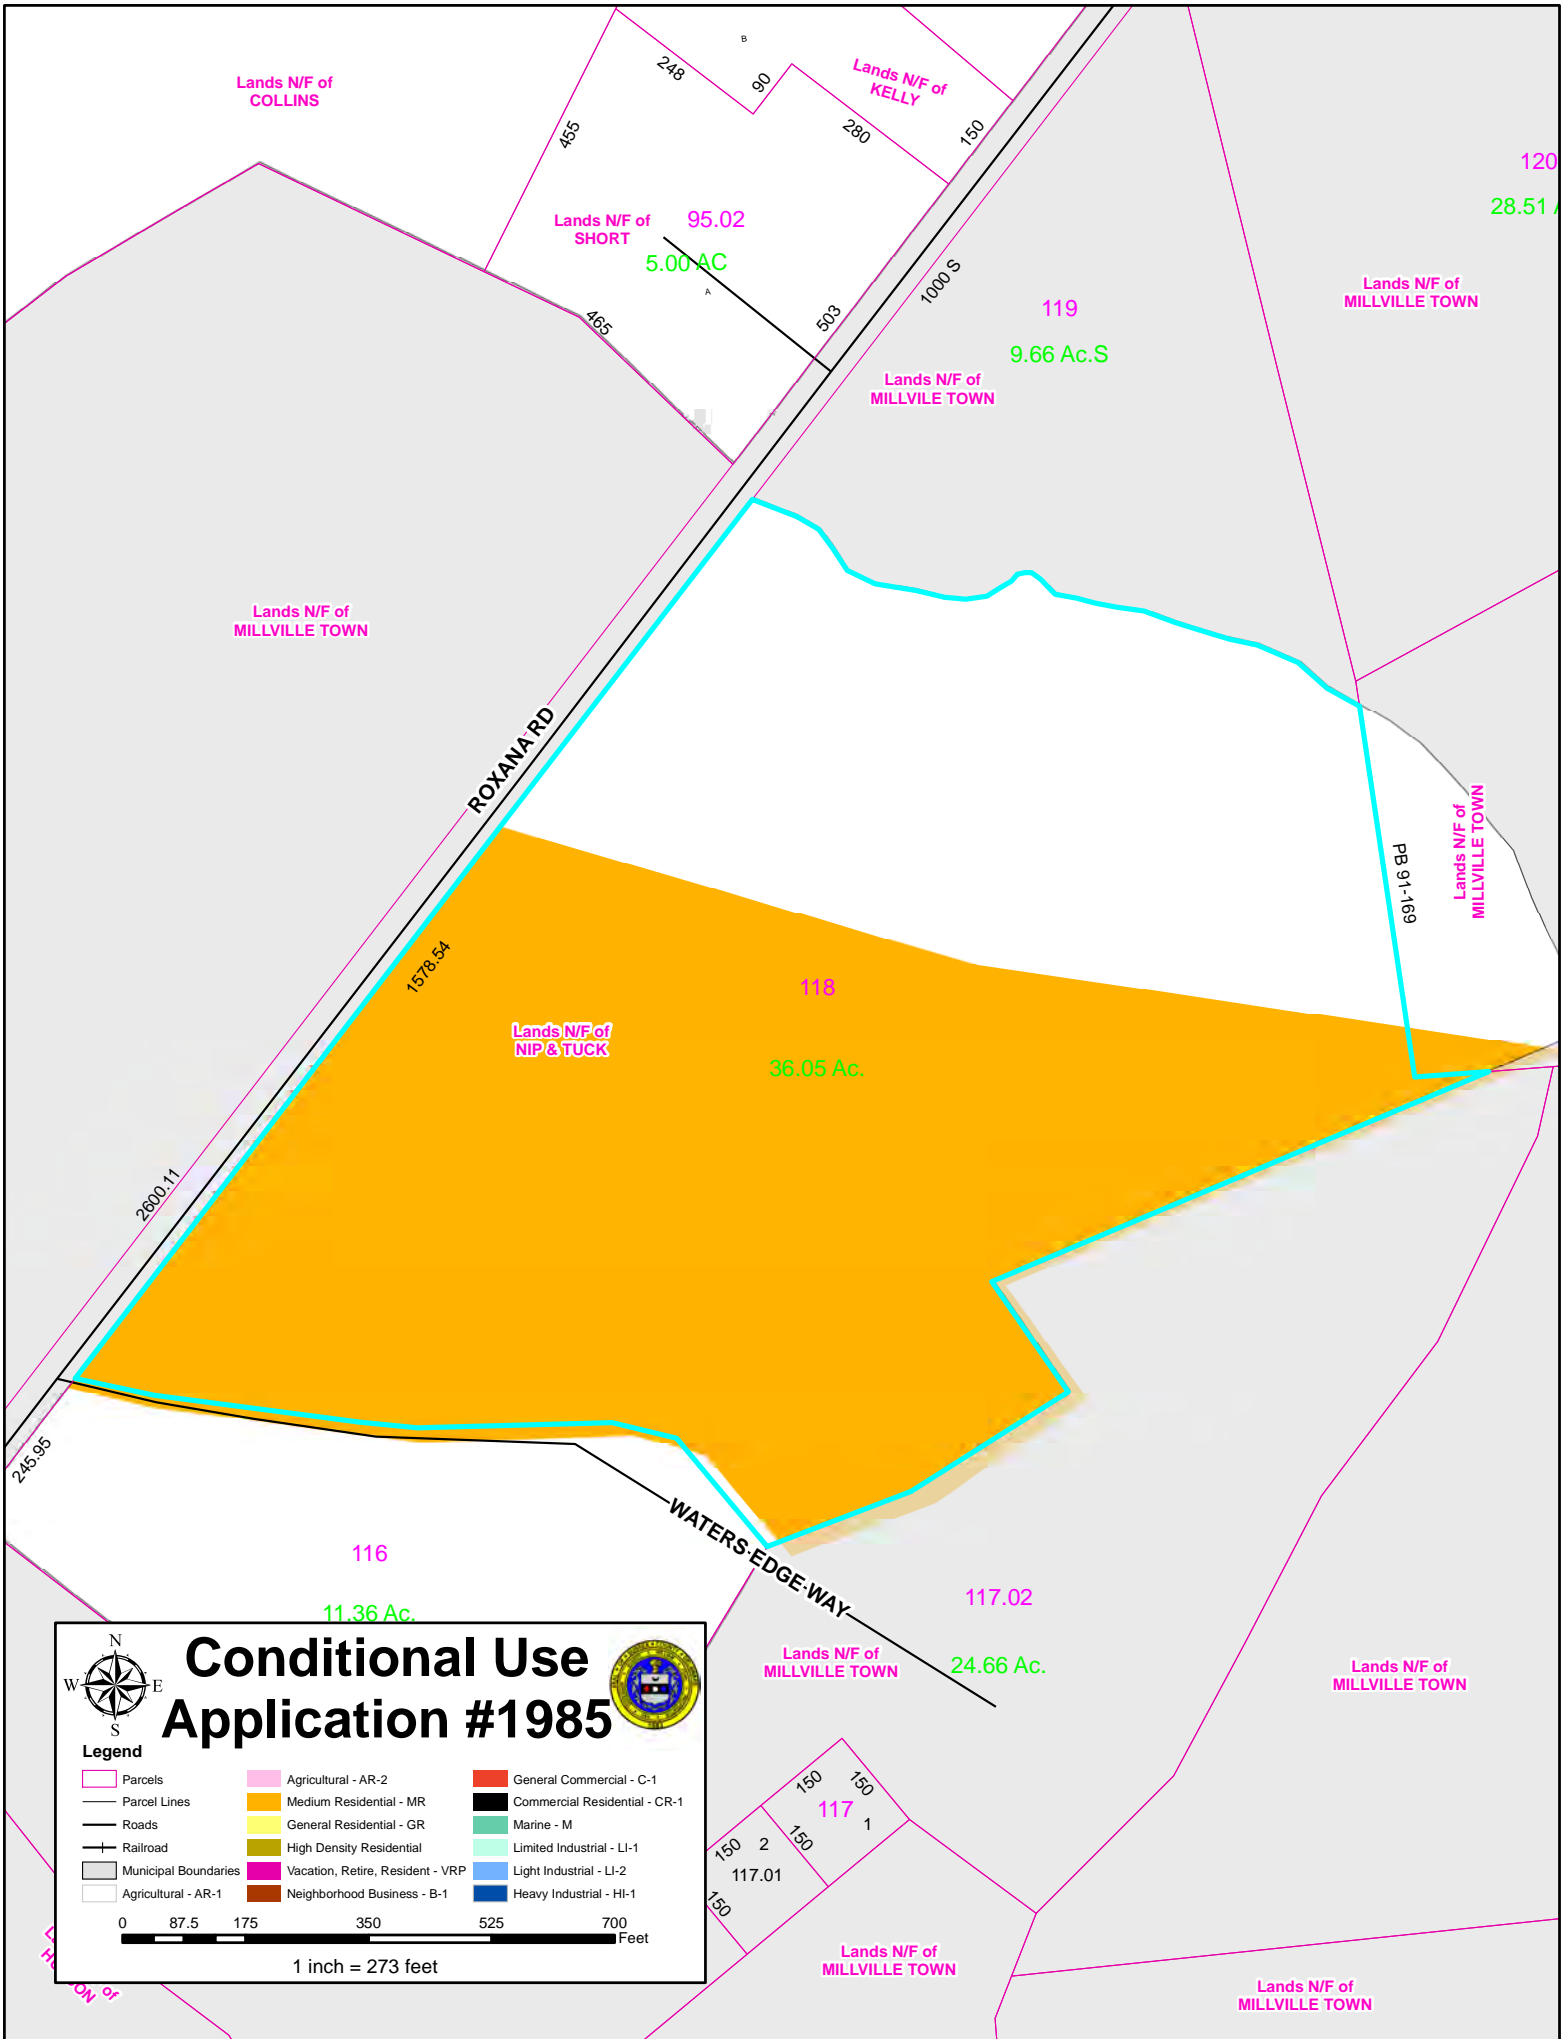 B
Lands N/F of
COLLINS
248
90
Lands N/F of
KELLY
455
280
150
120
28.51 A
Lands N/F of
SHORT
95.02
5.00 AC
A
465
503
1000 S
119
9.66 Ac.S
Lands N/F of
MILLVILLE TOWN
Lands N/F of
MILLVILE TOWN
Lands N/F of
MILLVILLE TOWN
ROXANA RD
Lands N/F of
MILLVILLE TOWN
PB 91-169
1578.54
118
Lands N/F of
NIP & TUCK
36.05 Ac.
2600.11
245.95
WATERS EDGE WAY
116
11.36 Ac.
117.02
24.66 Ac.
Lands N/F of
MILLVILLE TOWN
Lands N/F of
MILLVILLE TOWN
150
150
117
1
150
2
150
117.01
150
Lands N/F of
MILLVILLE TOWN
Lands N/F of
MILLVILLE TOWN
of
ON
N
W E
S
Conditional Use
Application #1985
Legend
Parcels
Parcel Lines
Roads
Railroad
Municipal Boundaries
Agricultural - AR-1
Agricultural - AR-2
Medium Residential - MR
General Residential - GR
High Density Residential
Vacation, Retire, Resident - VRP
Neighborhood Business - B-1
General Commercial - C-1
Commercial Residential - CR-1
Marine - M
Limited Industrial - LI-1
Light Industrial - LI-2
Heavy Industrial - HI-1
0 87.5 175 350 525 700
Feet
1 inch = 273 feet